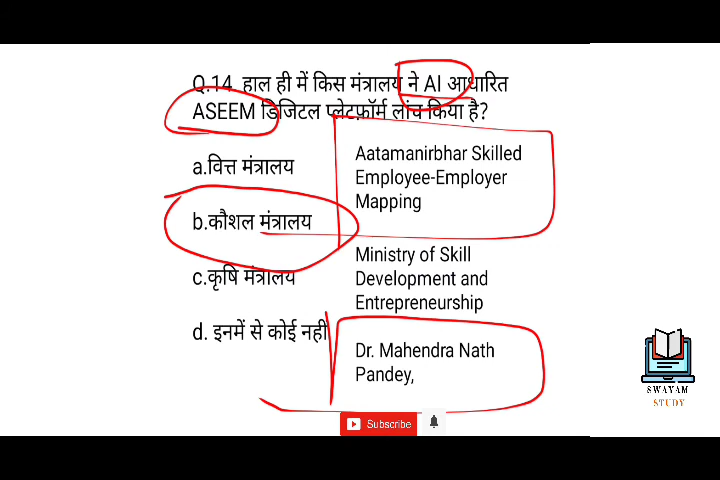 Q.14. हाल ही में किस मंत्रालय ने AI आधारित
ASEEM डिजिटल प्लेटफ़ॉर्म लांच किया है?
a.वित्त मंत्रालय
b.कौशल मंत्रालय
c.कृषि मंत्रालय
d. इनमें से कोई नहीं
Aatamanirbhar Skilled
Employee-Employer
Mapping
Ministry of Skill
Development and
Entrepreneurship
Dr. Mahendra Nath
Pandey,
Subscribe
SWAYAM
STUDY